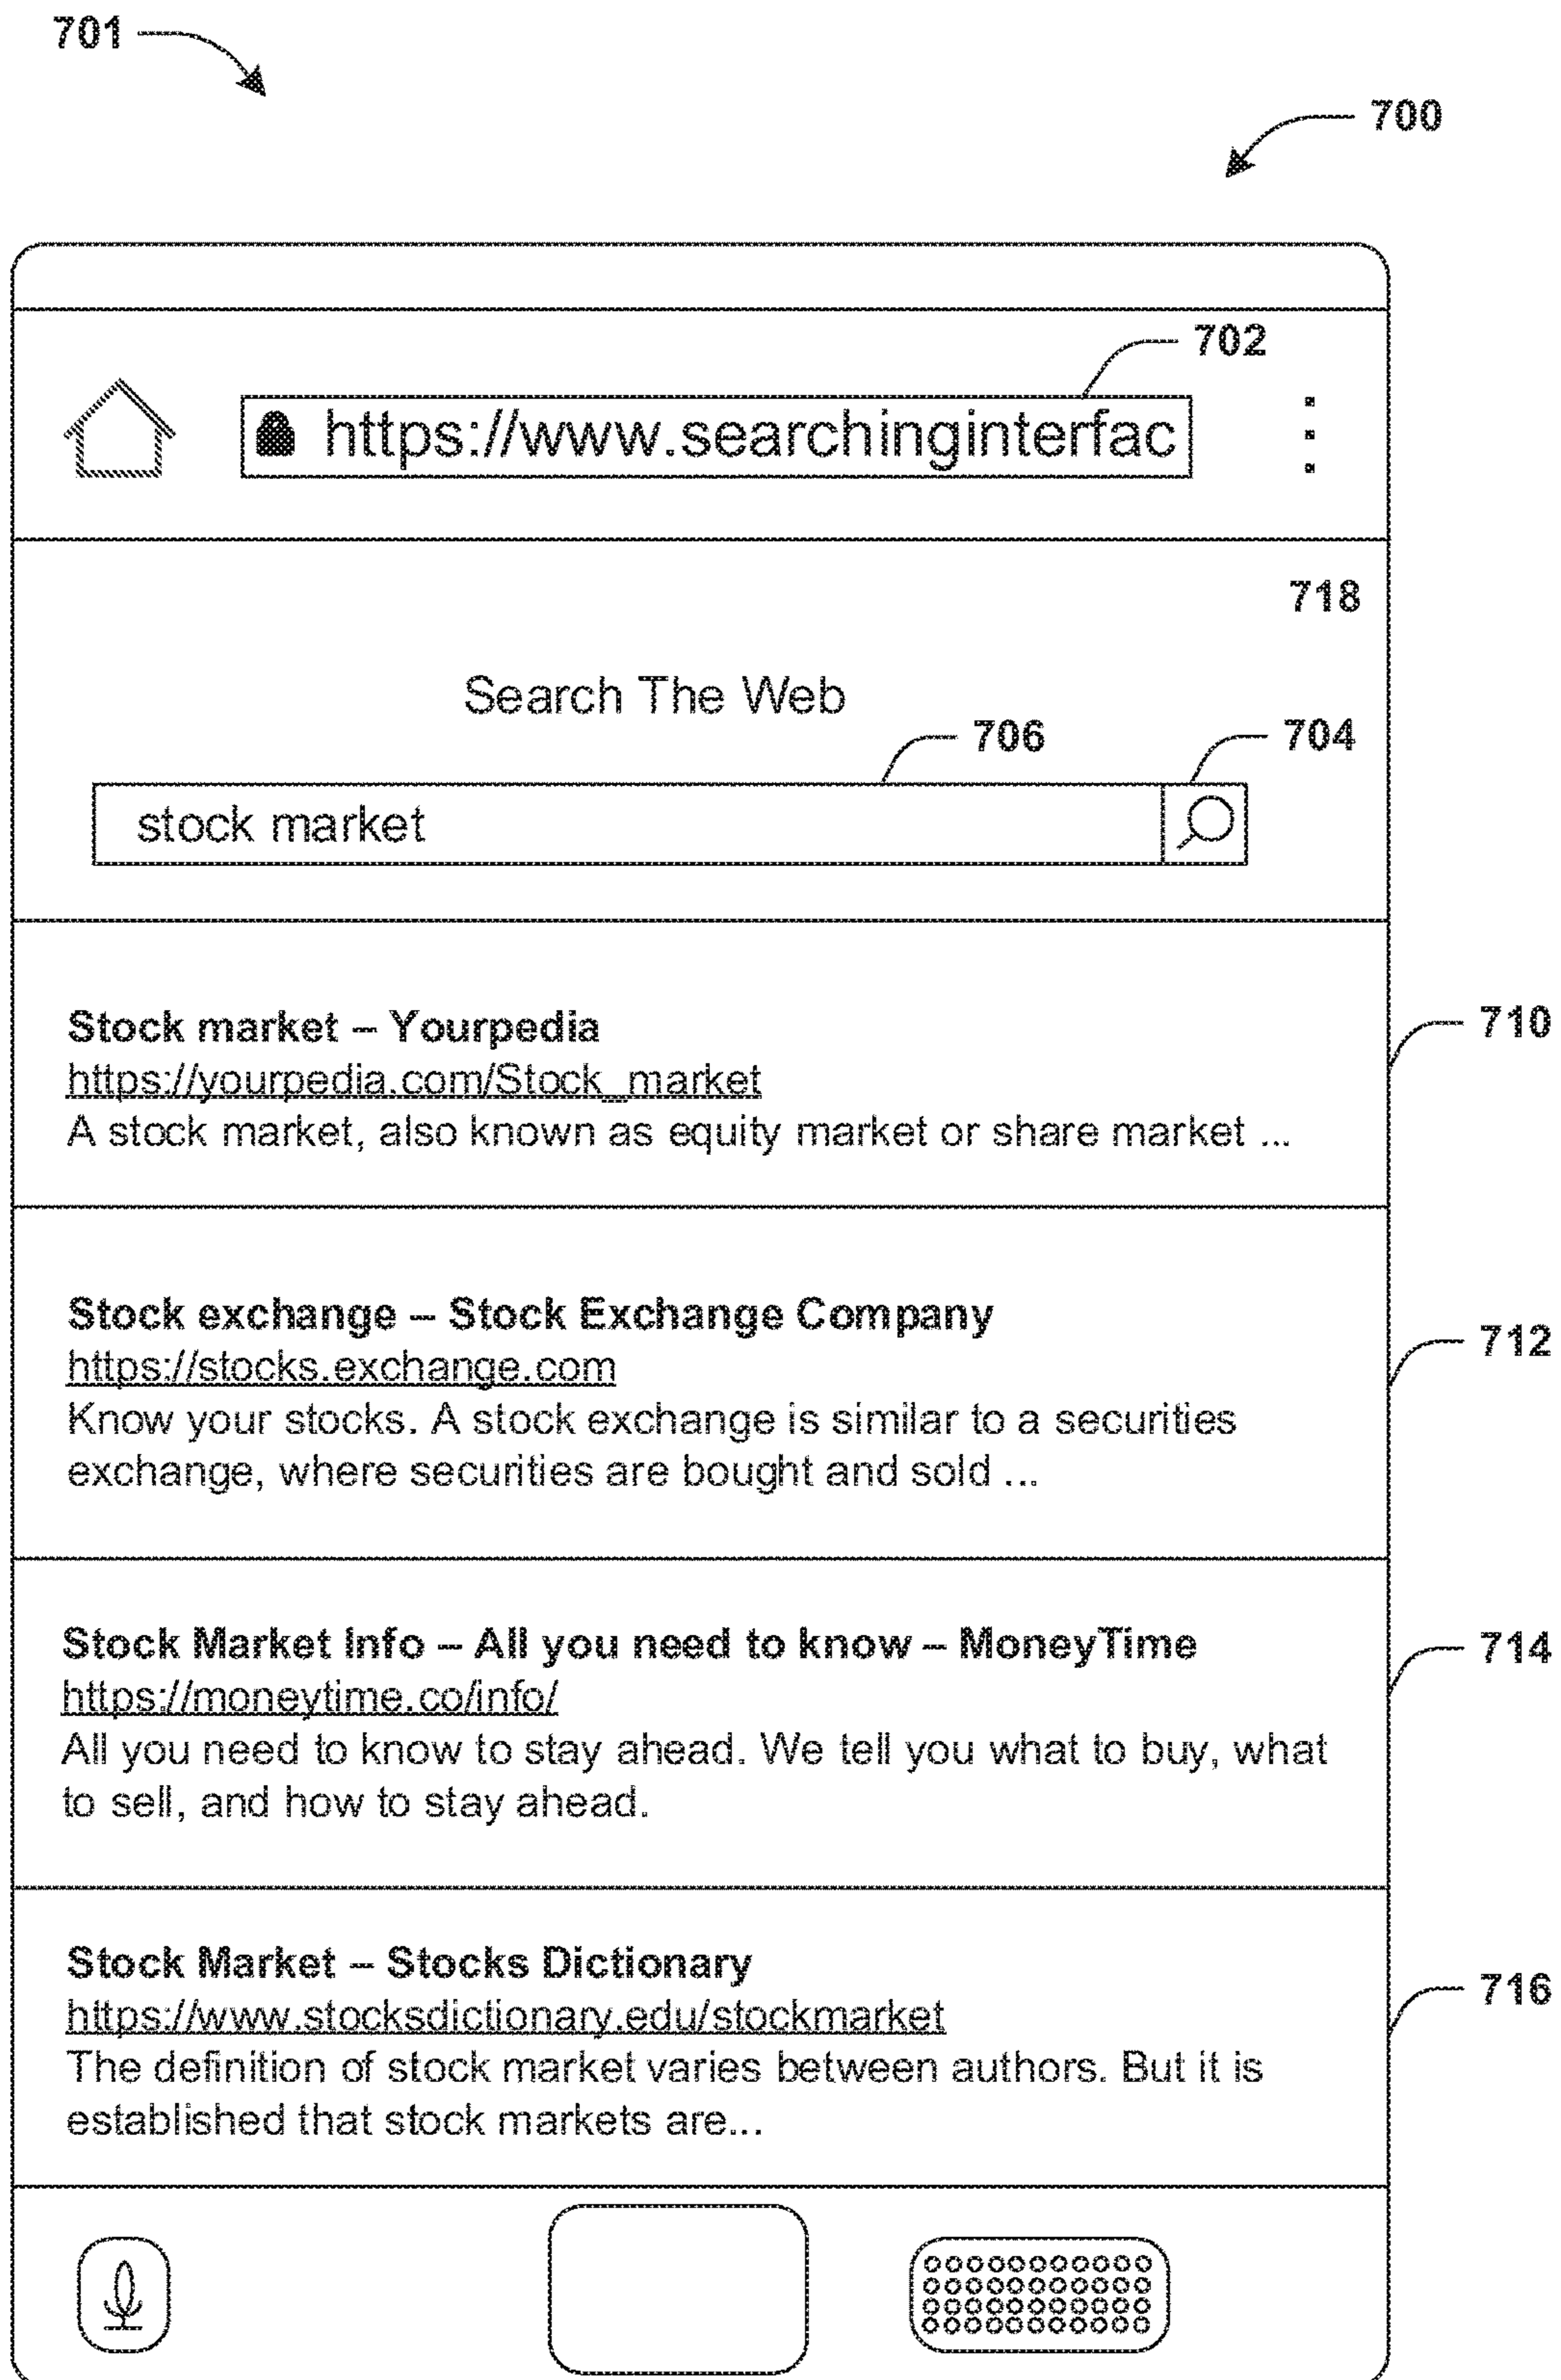 701
700
702
https://www.searchinginterfac
718
Search The Web
706
704
stock market
Stock market – Yourpedia
710
https://yourpedia.com/Stock_market
A stock market, also known as equity market or share market ...
Stock exchange – Stock Exchange Company
712
https://stocks.exchange.com
Know your stocks. A stock exchange is similar to a securities
exchange, where securities are bought and sold ...
Stock Market Info – All you need to know – MoneyTime
714
https://moneytime.co/info/
All you need to know to stay ahead. We tell you what to buy, what
to sell, and how to stay ahead.
Stock Market – Stocks Dictionary
716
https://www.stocksdictionary.edu/stockmarket
The definition of stock market varies between authors. But it is
established that stock markets are...